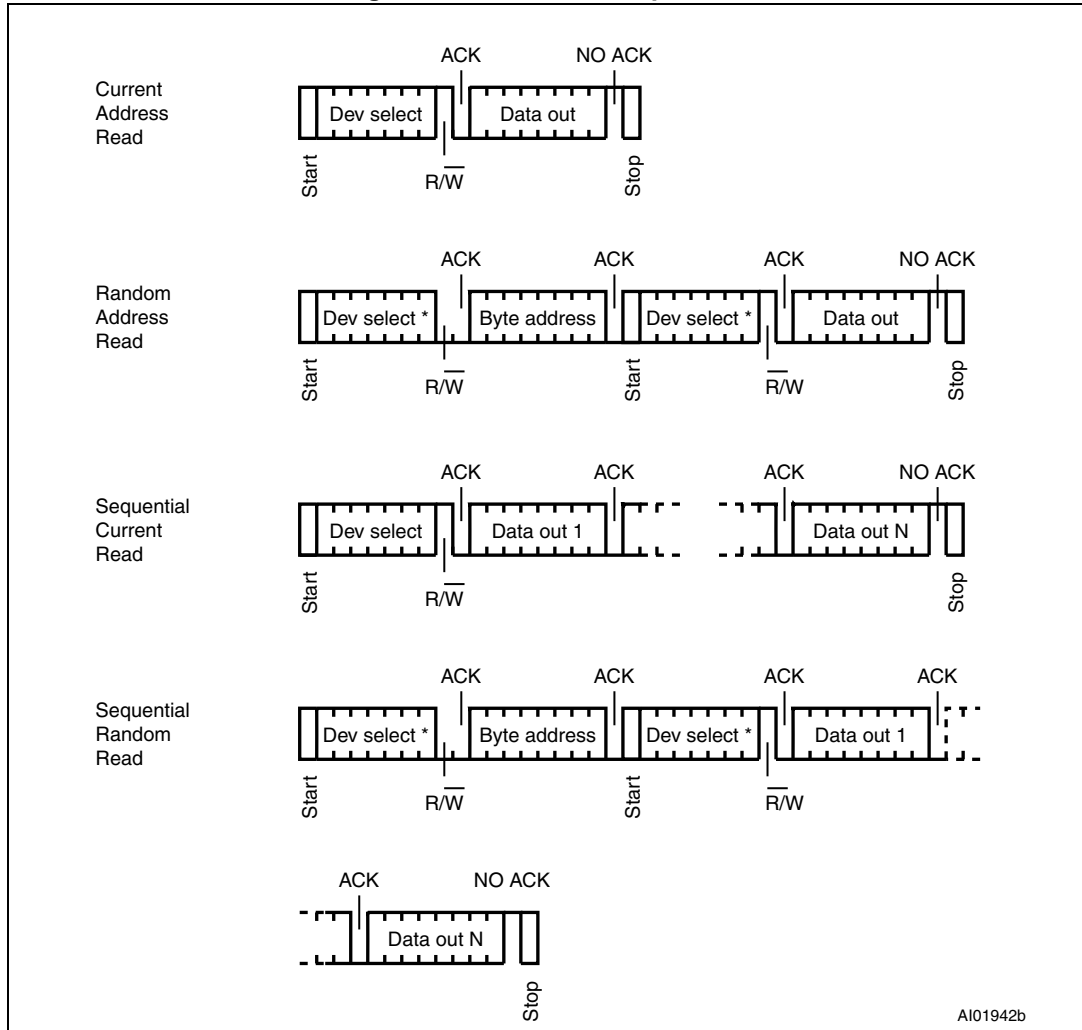 ACK NO ACK
Current
Address
Read
Dev select Data out
Start R/W̅ Stop
ACK ACK ACK NO ACK
Random
Address
Read
Dev select * Byte address Dev select * Data out
Start R/W̅ Start R̅/W Stop
ACK ACK ACK NO ACK
Sequential
Current
Read
Dev select Data out 1 Data out N
Start R/W̅ Stop
ACK ACK ACK ACK
Sequential
Random
Read
Dev select * Byte address Dev select * Data out 1
Start R/W̅ Start R̅/W
ACK NO ACK
Data out N
Stop
AI01942b